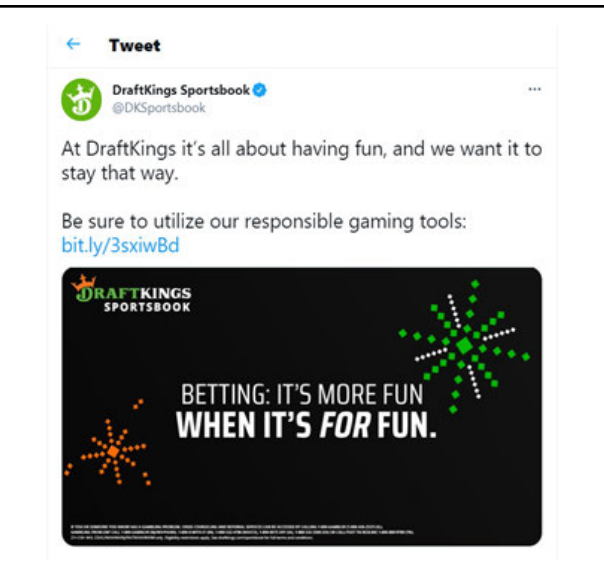 Tweet
DraftKings Sportsbook
@DKSportsbook
At DraftKings it's all about having fun, and we want it to
stay that way.
Be sure to utilize our responsible gaming tools:
bit.ly/3sxiwBd
DRAFTKINGS
SPORTSBOOK
BETTING: IT'S MORE FUN
WHEN IT'S FOR FUN.